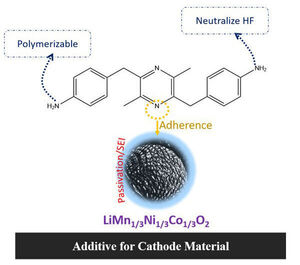 Neutralize HF
Polymerizable
N
NH₂
H₂N
N
Adherence
Passivation/SEI
LiMn1/3Ni1/3Co1/3O2
Additive for Cathode Material